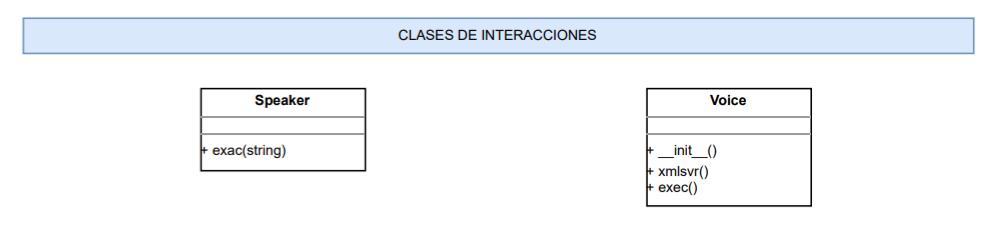 CLASES DE INTERACCIONES
Speaker
+ exac(string)
Voice
+ __init__()
+ xmlsvr()
+ exec()